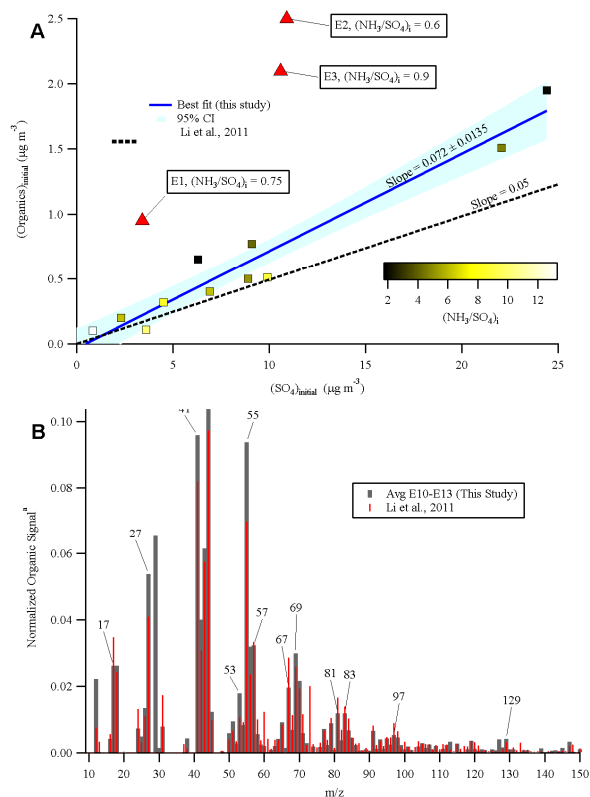 A
2.5
2.0
1.5
1.0
0.5
0.0
(Organics)initial (μg m-3)
E2, (NH3/SO4)i = 0.6
E3, (NH3/SO4)i = 0.9
Best fit (this study)
95% CI
Li et al., 2011
E1, (NH3/SO4)i = 0.75
Slope = 0.072 ± 0.0135
Slope = 0.05
2 4 6 8 10 12
(NH3/SO4)i
0 5 10 15 20 25
(SO4)initial (μg m-3)
B
0.10
0.08
0.06
0.04
0.02
0.00
Normalized Organic Signala
41
55
Avg E10-E13 (This Study)
Li et al., 2011
27
17
53
57
67
69
81
83
97
129
10 20 30 40 50 60 70 80 90 100 110 120 130 140 150
m/z